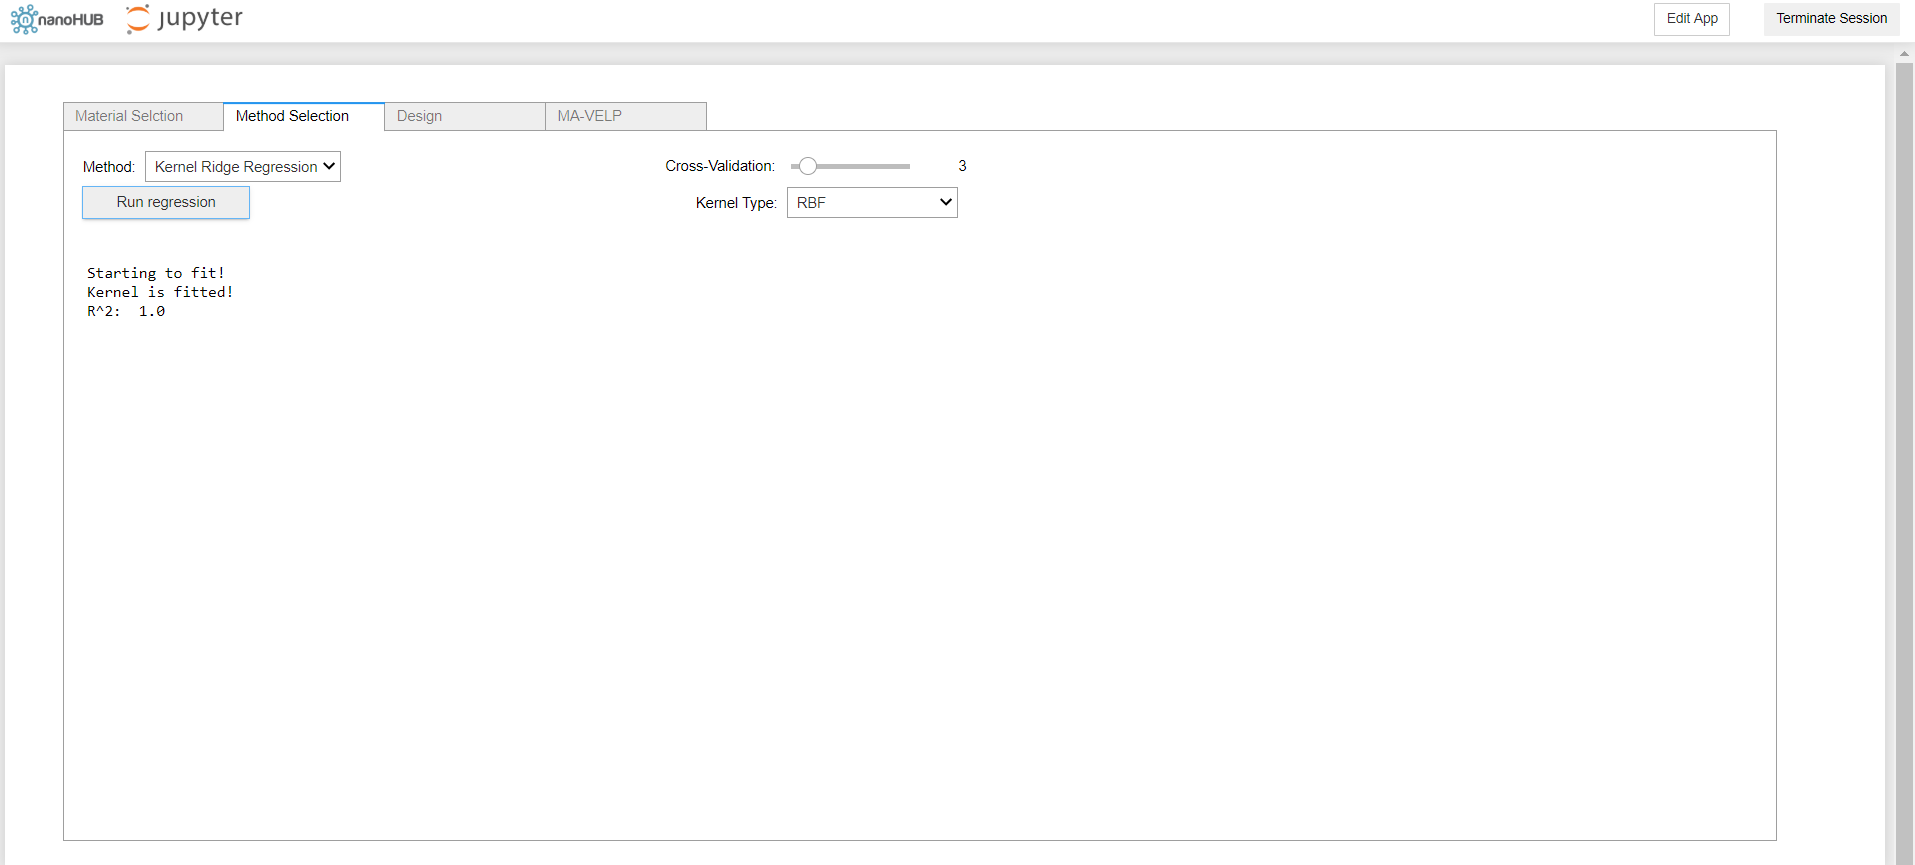 nanoHUB jupyter Edit App Terminate Session
Material Selction Method Selection Design MA-VELP
Method: Kernel Ridge Regression Cross-Validation: 3
Run regression Kernel Type: RBF
Starting to fit!
Kernel is fitted!
R^2:  1.0